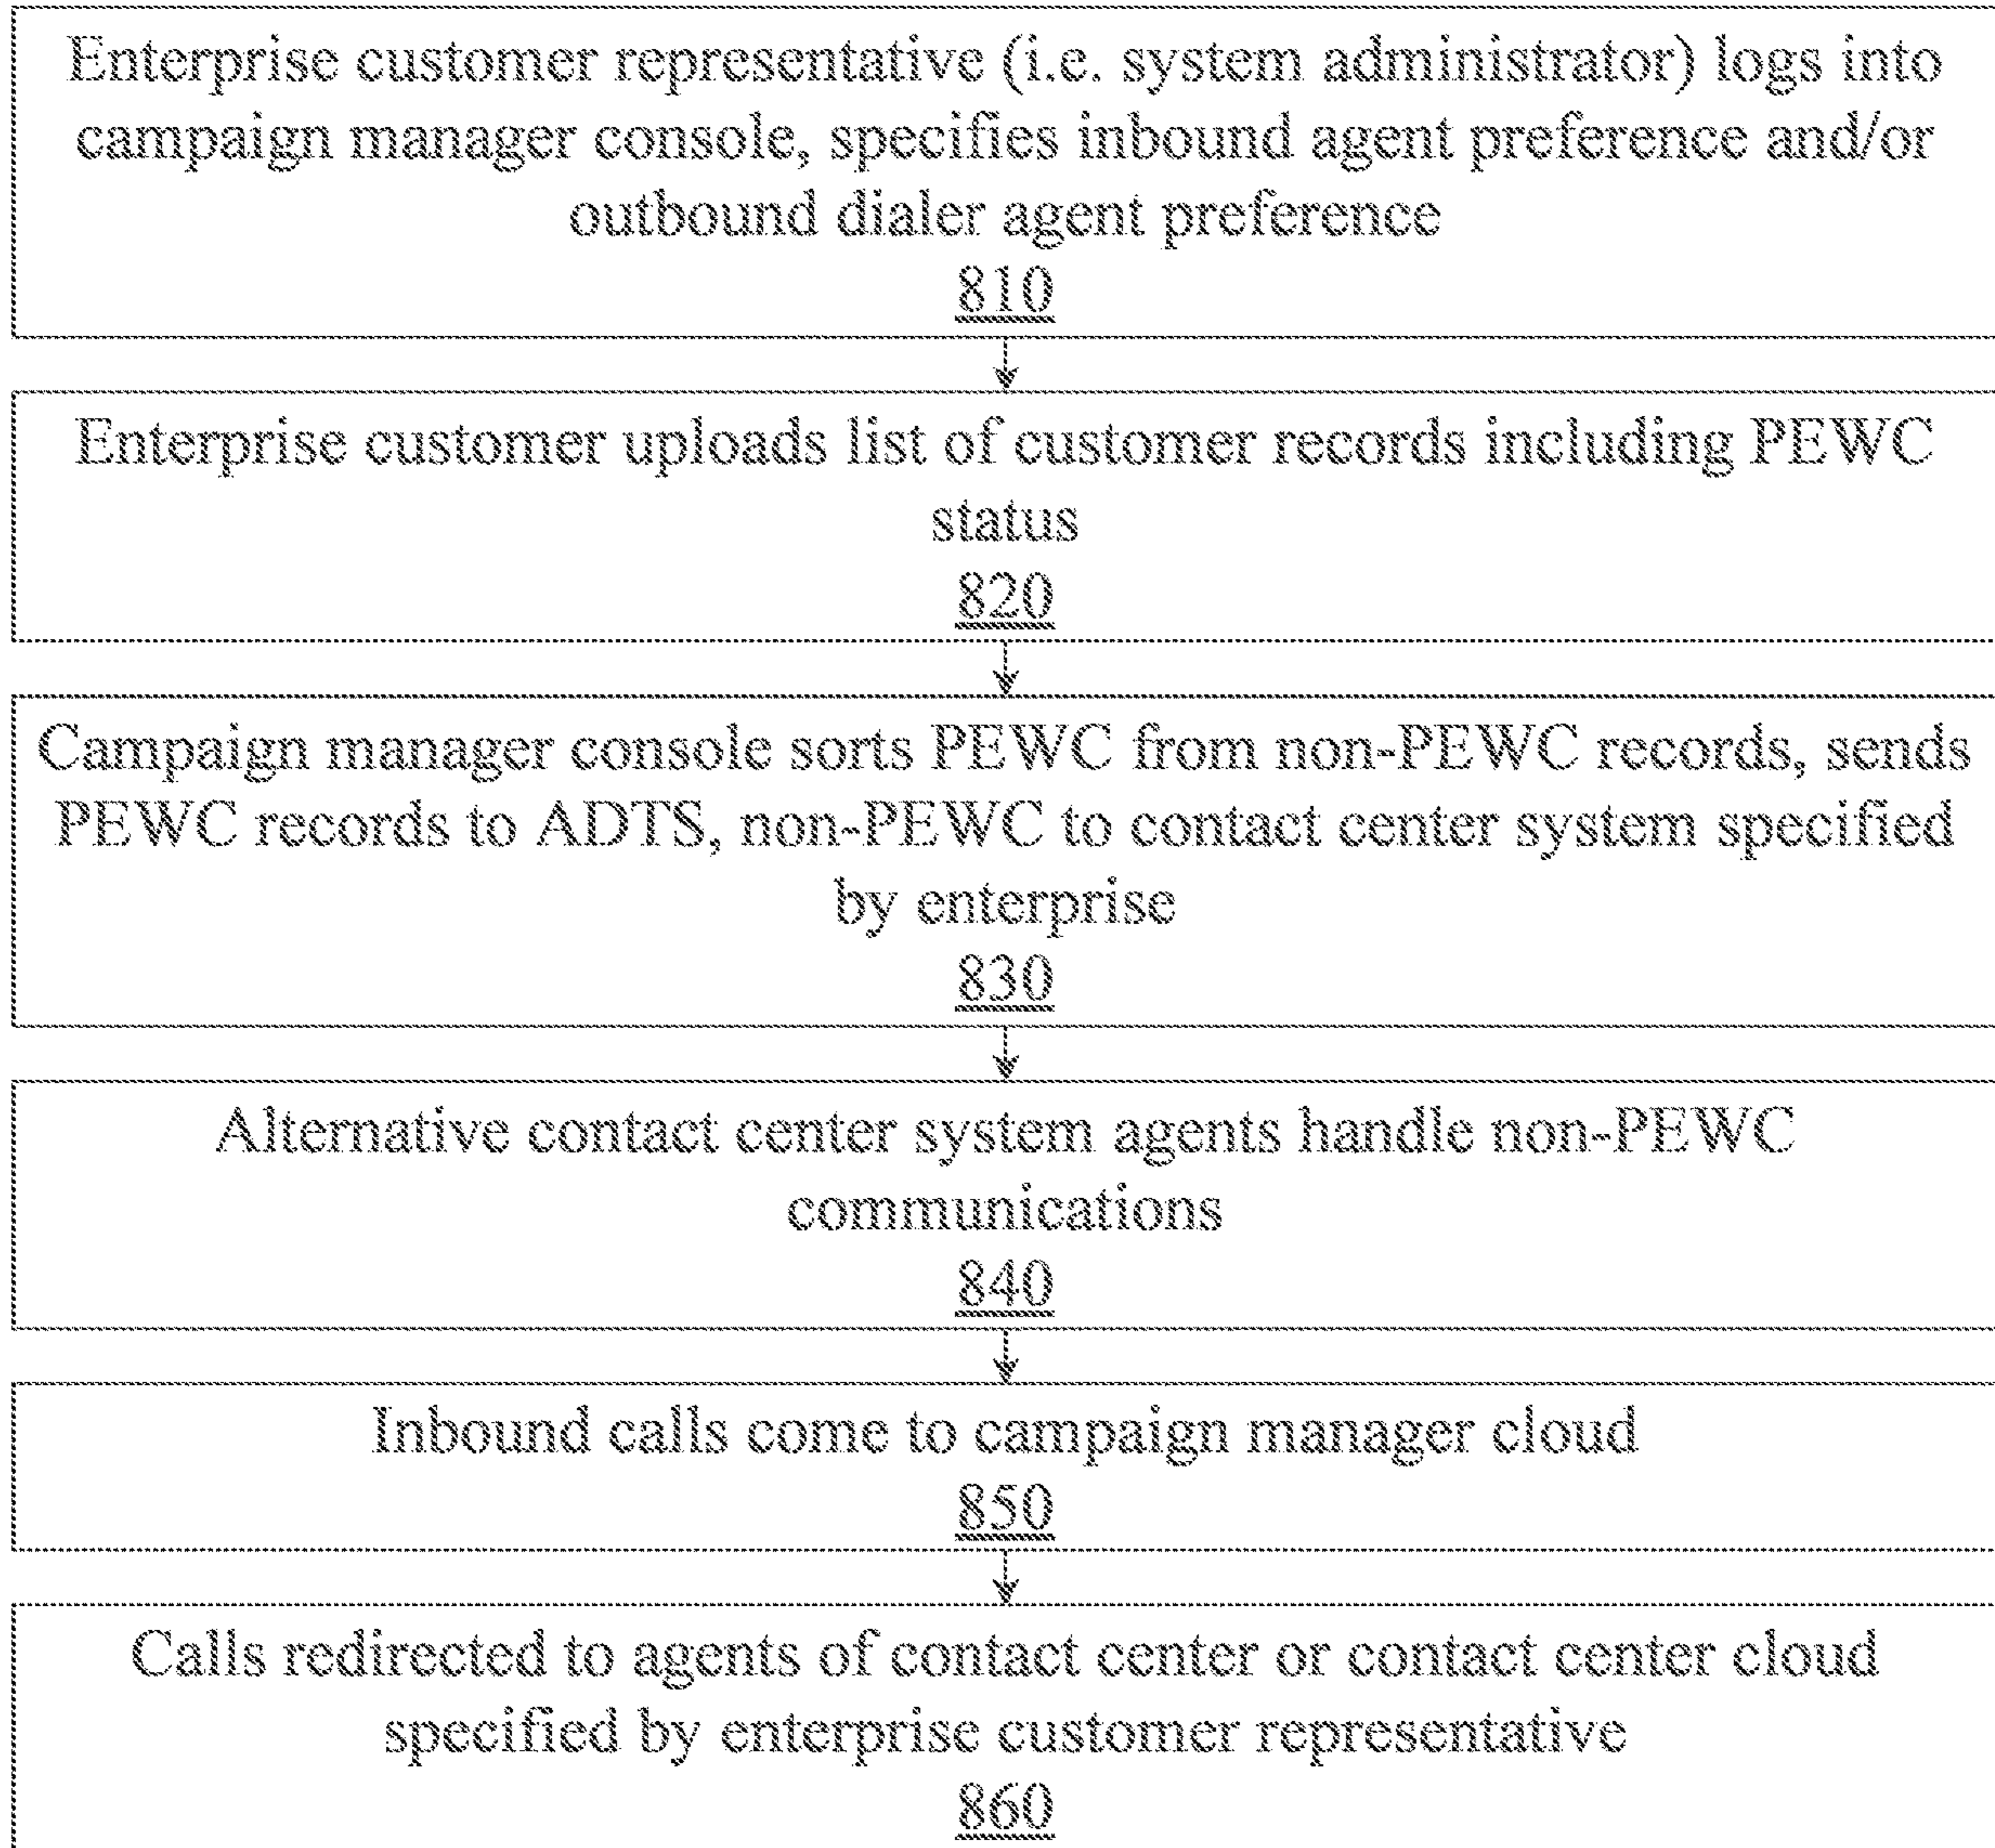 Enterprise customer representative (i.e. system administrator) logs into
campaign manager console, specifies inbound agent preference and/or
outbound dialer agent preference
810
Enterprise customer uploads list of customer records including PEWC
status
820
Campaign manager console sorts PEWC from non-PEWC records, sends
PEWC records to ADTS, non-PEWC to contact center system specified
by enterprise
830
Alternative contact center system agents handle non-PEWC
communications
840
Inbound calls come to campaign manager cloud
850
Calls redirected to agents of contact center or contact center cloud
specified by enterprise customer representative
860